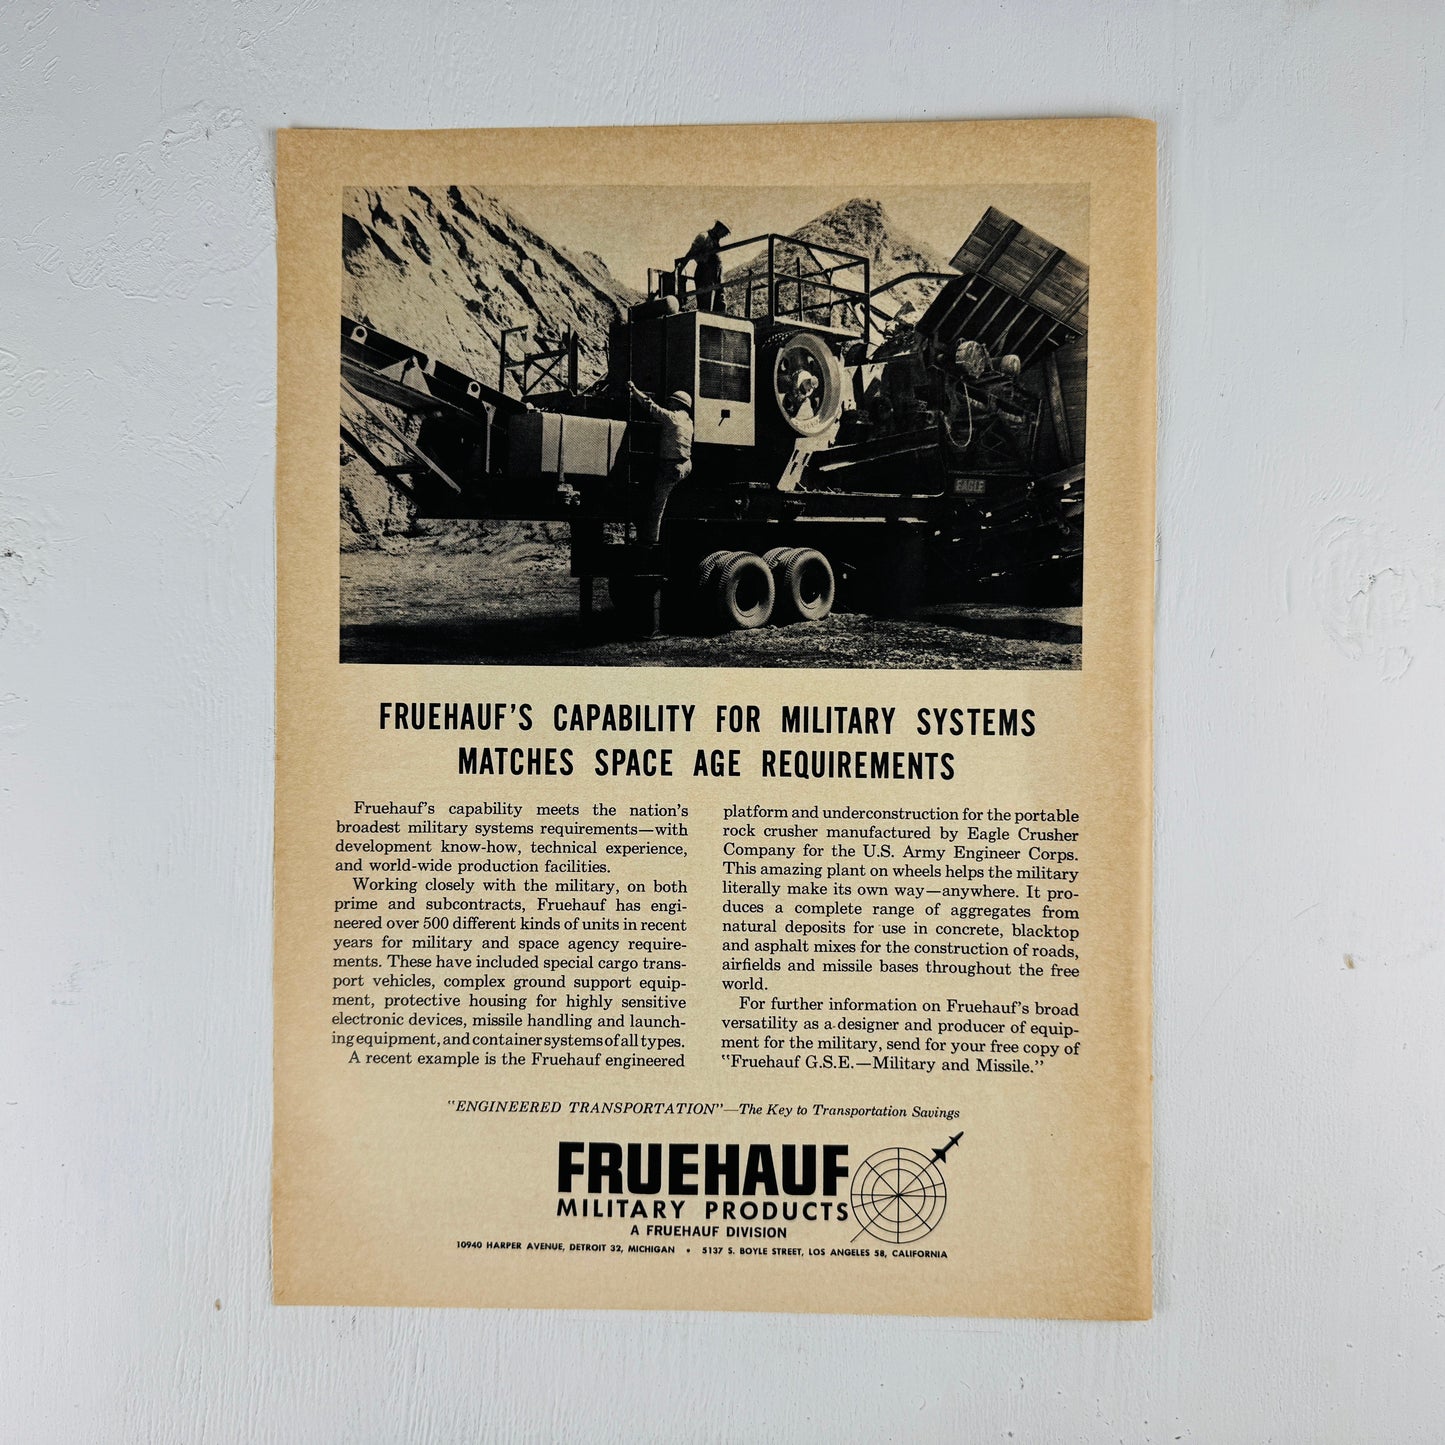 EAGLE
FRUEHAUF'S CAPABILITY FOR MILITARY SYSTEMS
MATCHES SPACE AGE REQUIREMENTS
Fruehauf's capability meets the nation's
broadest military systems requirements—with
development know-how, technical experience,
and world-wide production facilities.
Working closely with the military, on both
prime and subcontracts, Fruehauf has engi-
neered over 500 different kinds of units in recent
years for military and space agency require-
ments. These have included special cargo trans-
port vehicles, complex ground support equip-
ment, protective housing for highly sensitive
electronic devices, missile handling and launch-
ing equipment, and container systems of all types.
A recent example is the Fruehauf engineered
platform and underconstruction for the portable
rock crusher manufactured by Eagle Crusher
Company for the U.S. Army Engineer Corps.
This amazing plant on wheels helps the military
literally make its own way—anywhere. It pro-
duces a complete range of aggregates from
natural deposits for use in concrete, blacktop
and asphalt mixes for the construction of roads,
airfields and missile bases throughout the free
world.
For further information on Fruehauf's broad
versatility as a designer and producer of equip-
ment for the military, send for your free copy of
"Fruehauf G.S.E.—Military and Missile."
"ENGINEERED TRANSPORTATION"—The Key to Transportation Savings
FRUEHAUF
MILITARY PRODUCTS
A FRUEHAUF DIVISION
10940 HARPER AVENUE, DETROIT 32, MICHIGAN • 5137 S. BOYLE STREET, LOS ANGELES 58, CALIFORNIA